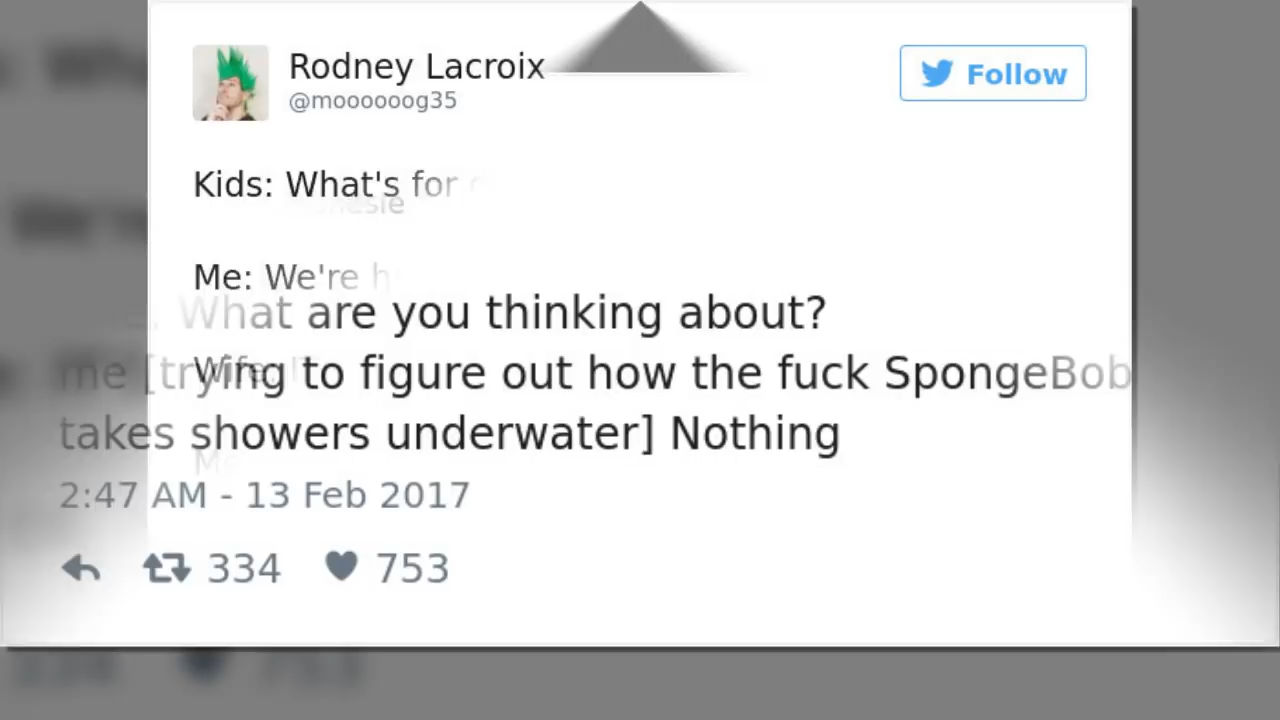 Rodney Lacroix
@moooooog35
Follow
Kids: What's for
Me: We're h
What are you thinking about?
me [trying to figure out how the fuck SpongeBob
Wife:
takes showers underwater] Nothing
Me
2:47 AM - 13 Feb 2017
334 753